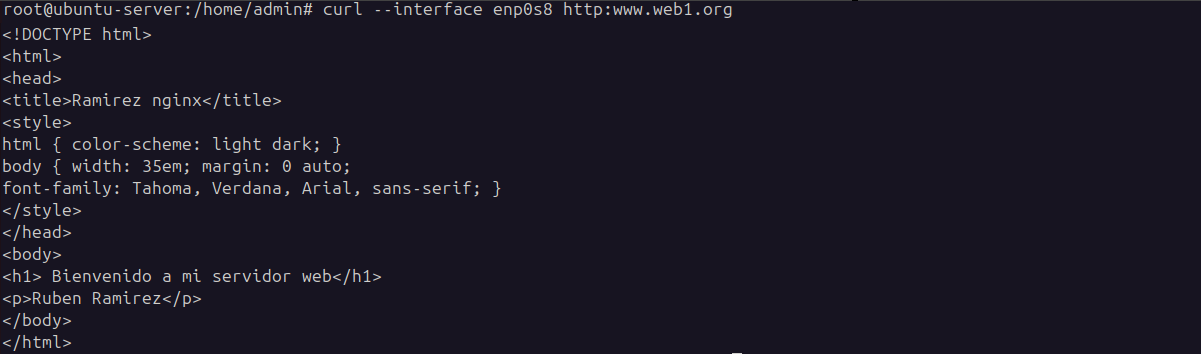 root@ubuntu-server:/home/admin# curl --interface enp0s8 http:www.web1.org
<!DOCTYPE html>
<html>
<head>
<title>Ramirez nginx</title>
<style>
html { color-scheme: light dark; }
body { width: 35em; margin: 0 auto;
font-family: Tahoma, Verdana, Arial, sans-serif; }
</style>
</head>
<body>
<h1> Bienvenido a mi servidor web</h1>
<p>Ruben Ramirez</p>
</body>
</html>